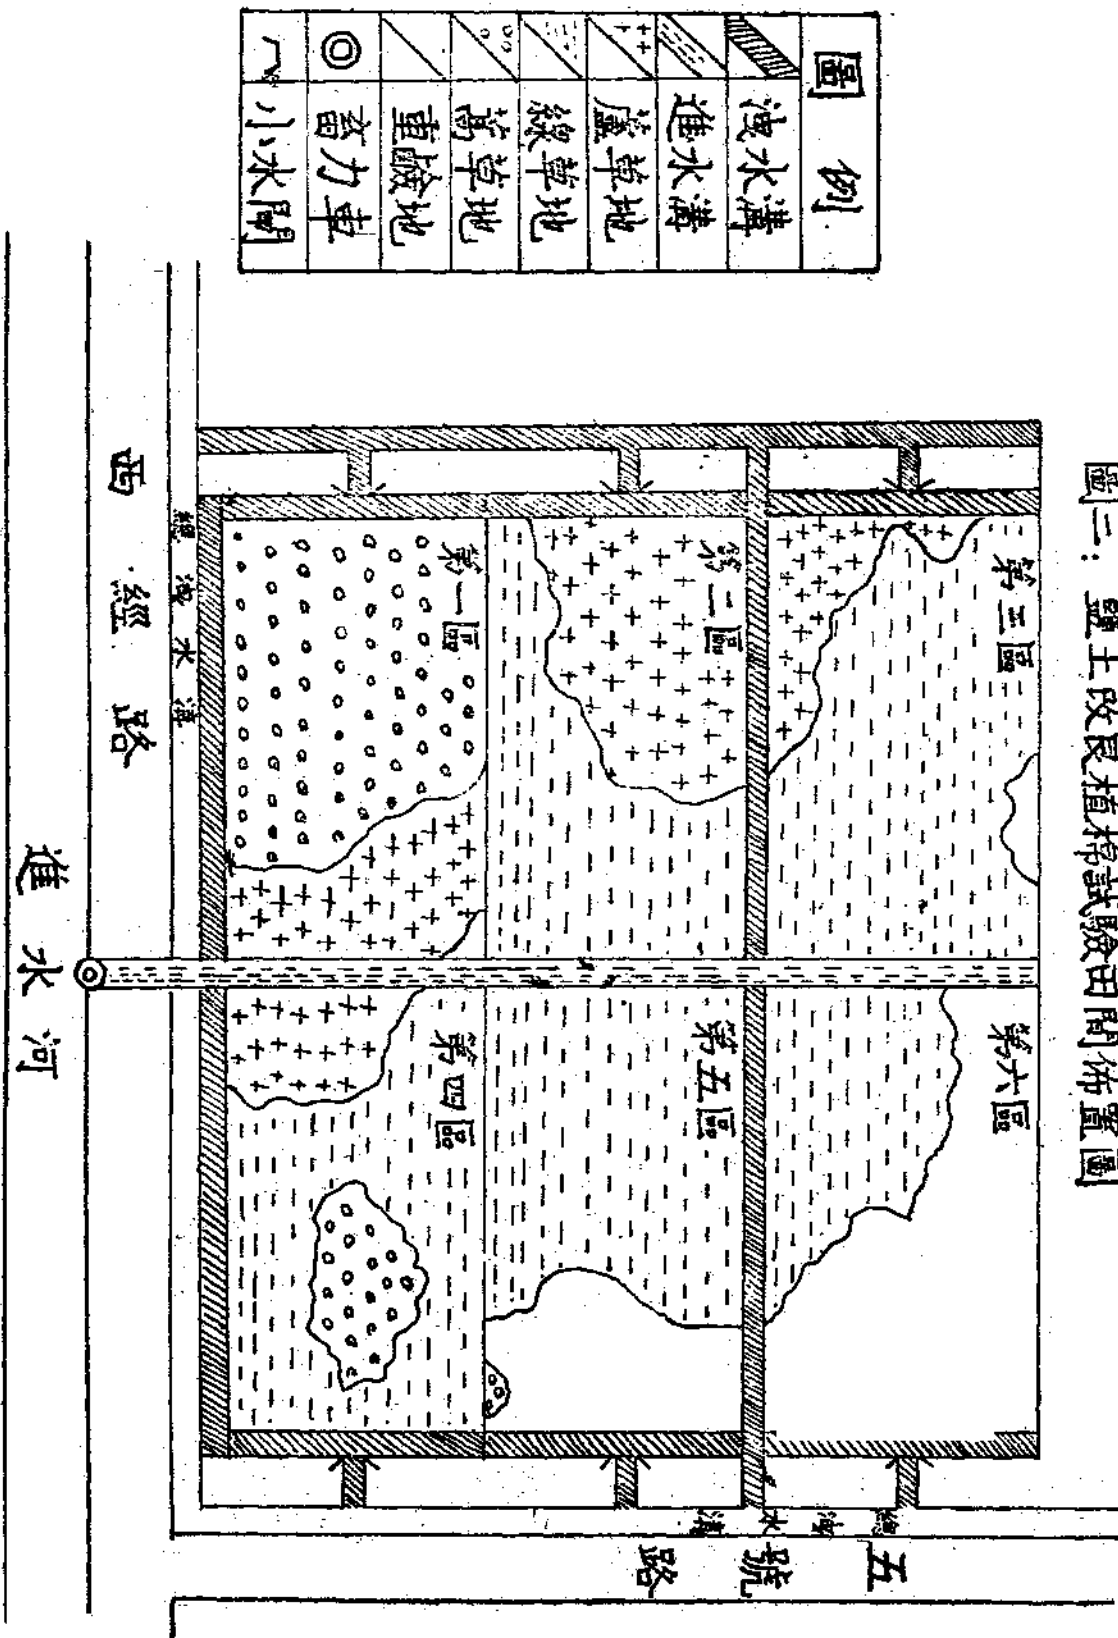 圖二：鹽土改良植棉試驗田間佈置圖
圖例
洩水溝
進水溝
蘆草地
綠草地
蒿草地
重鹼地
畜力車
小水閘
第三區
第六區
第二區
第五區
第一區
第四區
總洩水溝
總洩水溝
五號路
西經路
進水河